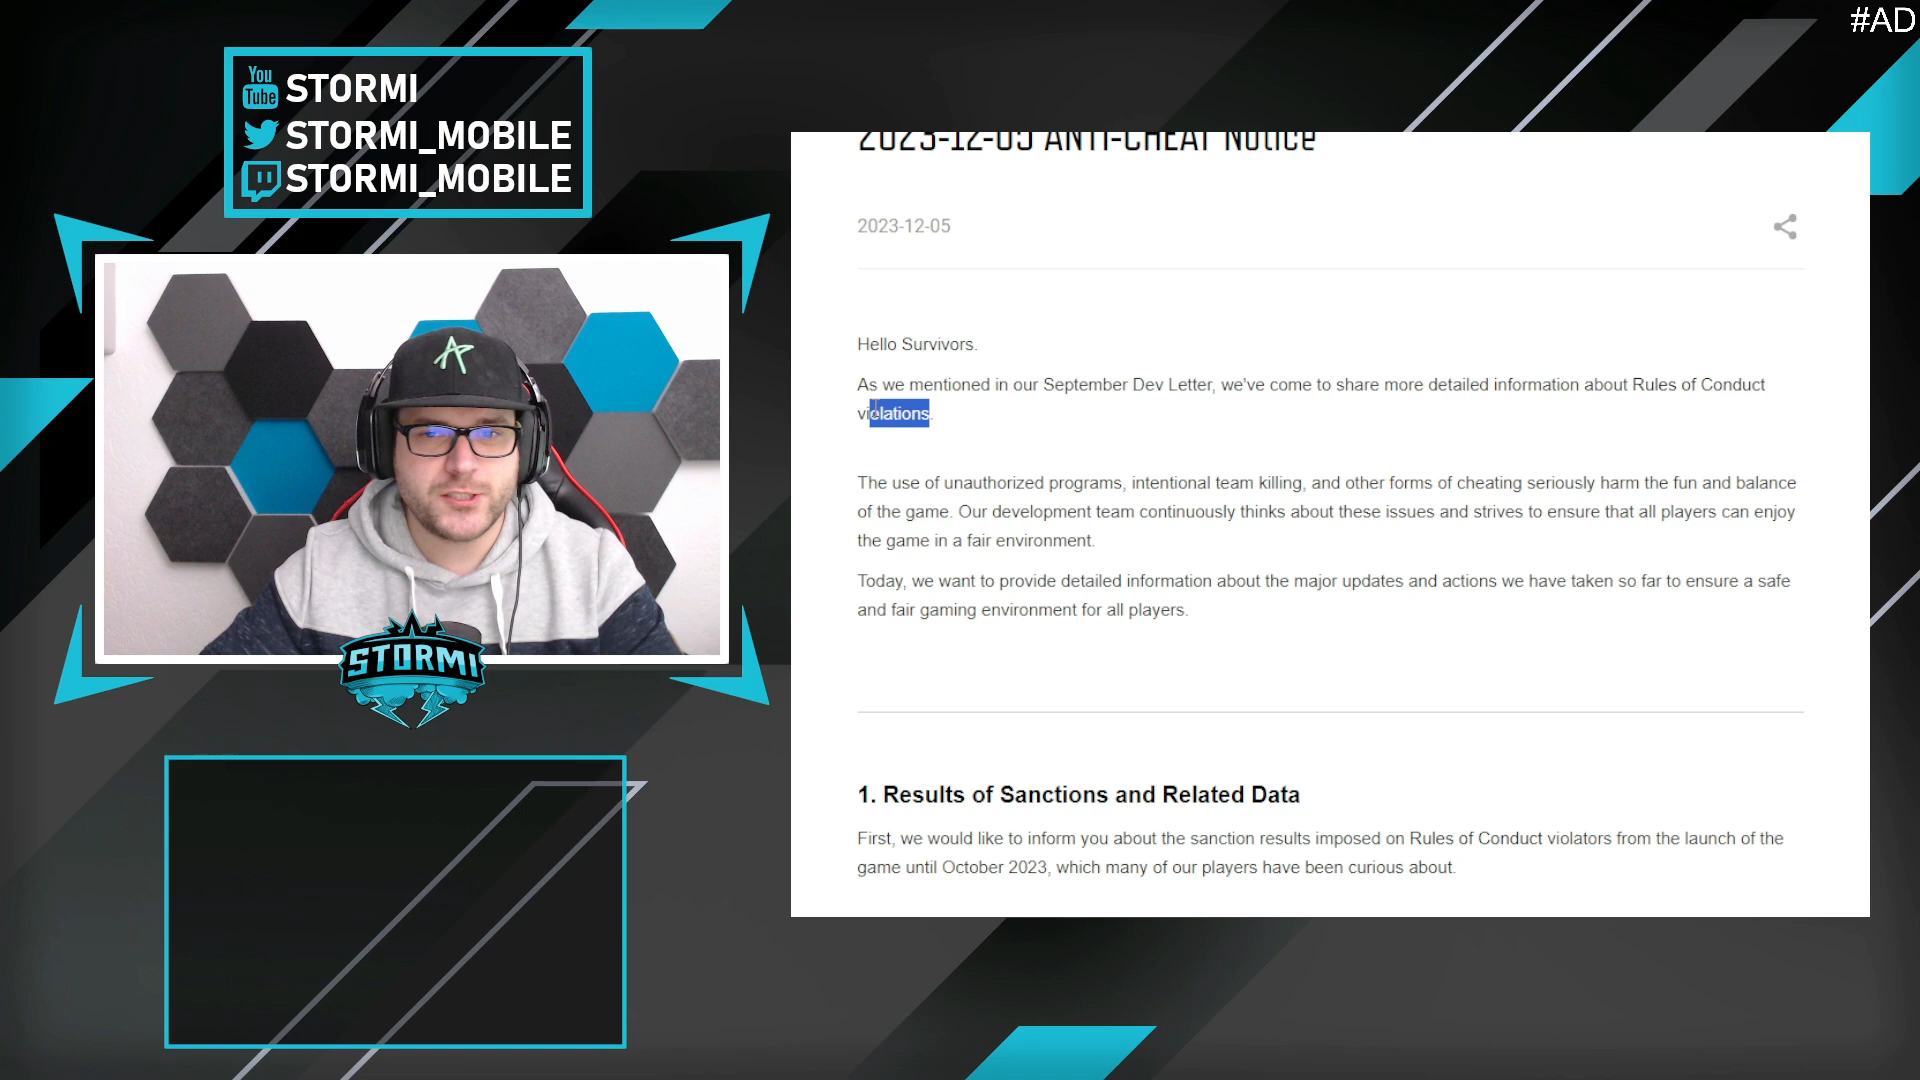 #AD
You
Tube
STORMI
STORMI_MOBILE
STORMI_MOBILE
STORMI
2023-12-05 ANTI-CHEAT Notice
2023-12-05
Hello Survivors.
As we mentioned in our September Dev Letter, we've come to share more detailed information about Rules of Conduct
violations.
The use of unauthorized programs, intentional team killing, and other forms of cheating seriously harm the fun and balance
of the game. Our development team continuously thinks about these issues and strives to ensure that all players can enjoy
the game in a fair environment.
Today, we want to provide detailed information about the major updates and actions we have taken so far to ensure a safe
and fair gaming environment for all players.
1. Results of Sanctions and Related Data
First, we would like to inform you about the sanction results imposed on Rules of Conduct violators from the launch of the
game until October 2023, which many of our players have been curious about.